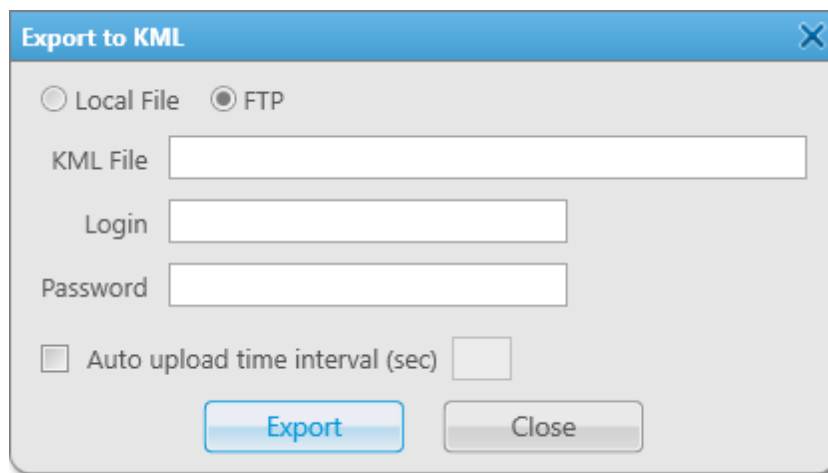 Export to KML
Local File FTP
KML File
Login
Password
Auto upload time interval (sec)
Export Close